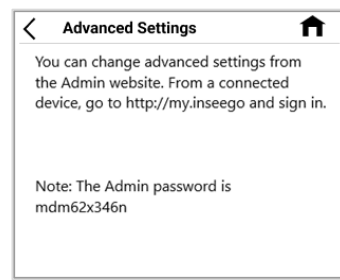 Advanced Settings
You can change advanced settings from
the Admin website. From a connected
device, go to http://my.inseego and sign in.
Note: The Admin password is
mdm62x346n